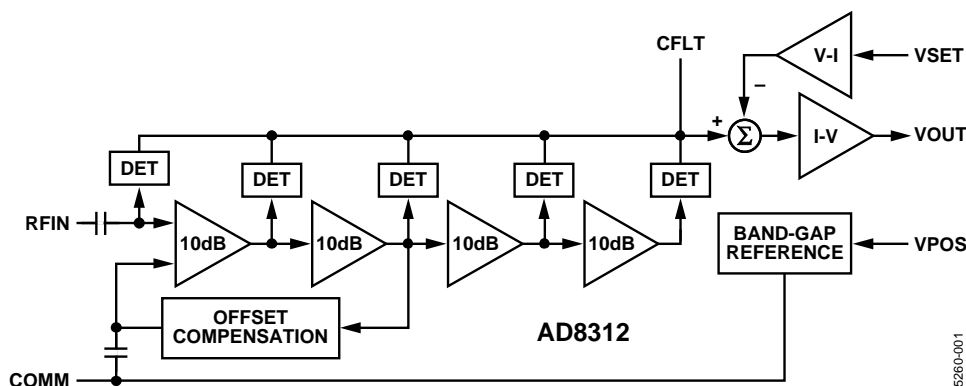 CFLT
V-I
VSET
–
+
Σ
I-V
VOUT
DET
DET
DET
DET
DET
RFIN
10dB
10dB
10dB
10dB
BAND-GAP
REFERENCE
VPOS
OFFSET
COMPENSATION
AD8312
COMM
5260-001